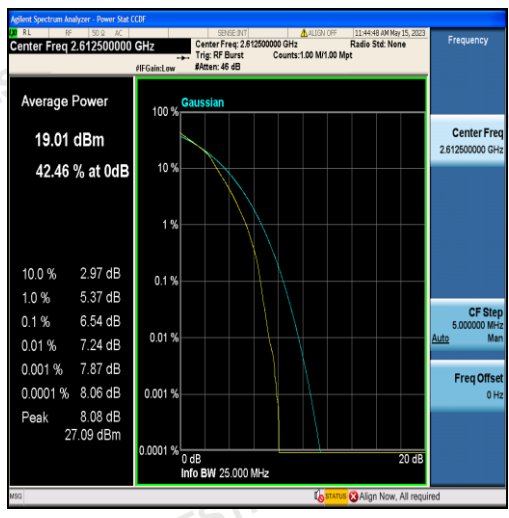 Agilent Spectrum Analyzer - Power Stat CCDF
RL RF 50 Ω AC SENSE:INT ALIGN OFF 11:44:48 AM May 15, 2023
Center Freq 2.612500000 GHz
Center Freq: 2.612500000 GHz Radio Std: None
Trig: RF Burst Counts:1.00 M/1.00 Mpt
#IFGain:Low #Atten: 46 dB
Frequency
Average Power
19.01 dBm
42.46 % at 0dB
10.0 % 2.97 dB
1.0 % 5.37 dB
0.1 % 6.54 dB
0.01 % 7.24 dB
0.001 % 7.87 dB
0.0001 % 8.06 dB
Peak 8.08 dB
27.09 dBm
Gaussian
100 %
10 %
1 %
0.1 %
0.01 %
0.001 %
0.0001 %
0 dB 20 dB
Info BW 25.000 MHz
Center Freq
2.612500000 GHz
CF Step
5.000000 MHz
Auto Man
Freq Offset
0 Hz
MSG STATUS Align Now, All required